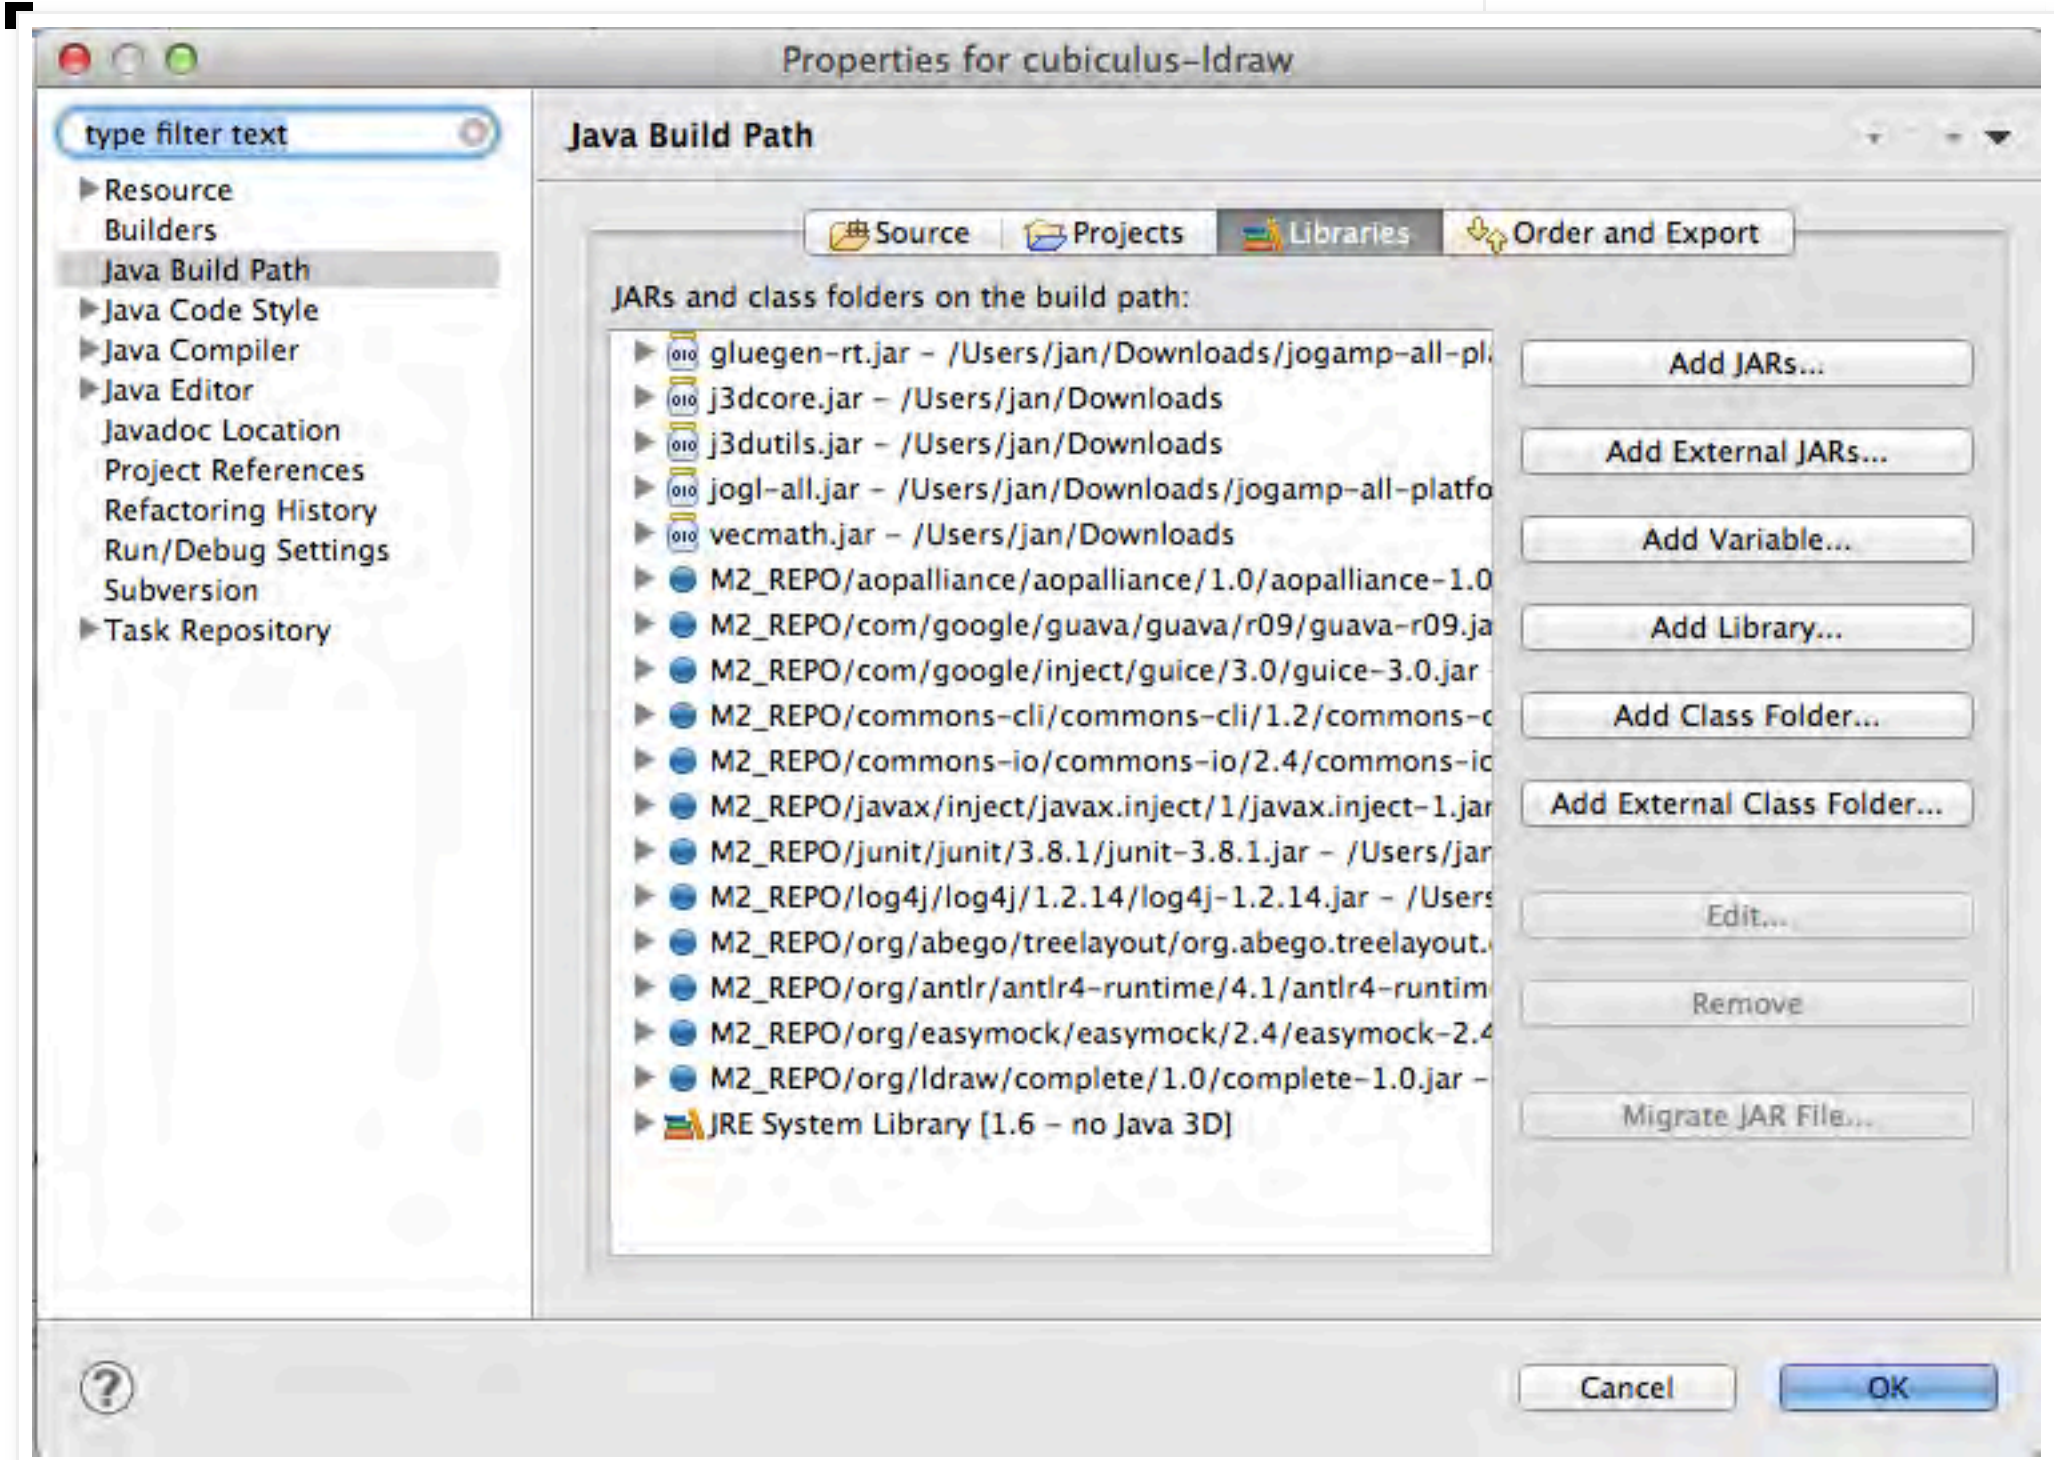 Properties for cubiculus-ldraw
type filter text
Resource
Builders
Java Build Path
Java Code Style
Java Compiler
Java Editor
Javadoc Location
Project References
Refactoring History
Run/Debug Settings
Subversion
Task Repository
Java Build Path
Source Projects Libraries Order and Export
JARs and class folders on the build path:
gluegen-rt.jar – /Users/jan/Downloads/jogamp-all-pl
j3dcore.jar – /Users/jan/Downloads
j3dutils.jar – /Users/jan/Downloads
jogl-all.jar – /Users/jan/Downloads/jogamp-all-platfo
vecmath.jar – /Users/jan/Downloads
M2_REPO/aopalliance/aopalliance/1.0/aopalliance-1.0
M2_REPO/com/google/guava/guava/r09/guava-r09.ja
M2_REPO/com/google/inject/guice/3.0/guice-3.0.jar
M2_REPO/commons-cli/commons-cli/1.2/commons-c
M2_REPO/commons-io/commons-io/2.4/commons-io
M2_REPO/javax/inject/javax.inject/1/javax.inject-1.jar
M2_REPO/junit/junit/3.8.1/junit-3.8.1.jar – /Users/jan
M2_REPO/log4j/log4j/1.2.14/log4j-1.2.14.jar – /Users
M2_REPO/org/abego/treelayout/org.abego.treelayout.
M2_REPO/org/antlr/antlr4-runtime/4.1/antlr4-runtim
M2_REPO/org/easymock/easymock/2.4/easymock-2.4
M2_REPO/org/ldraw/complete/1.0/complete-1.0.jar –
JRE System Library [1.6 – no Java 3D]
Add JARs...
Add External JARs...
Add Variable...
Add Library...
Add Class Folder...
Add External Class Folder...
Edit...
Remove
Migrate JAR File...
?
Cancel
OK